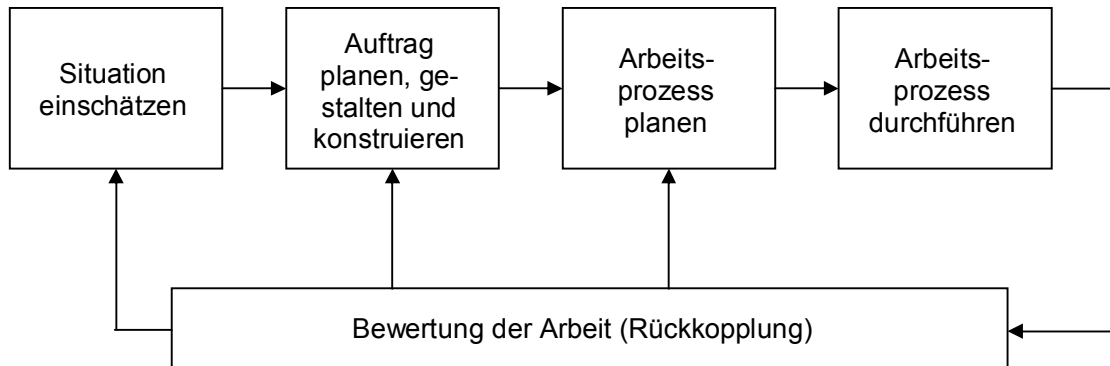 Situation
einschätzen
Auftrag
planen, ge-
stalten und
konstruieren
Arbeits-
prozess
planen
Arbeits-
prozess
durchführen
Bewertung der Arbeit (Rückkopplung)